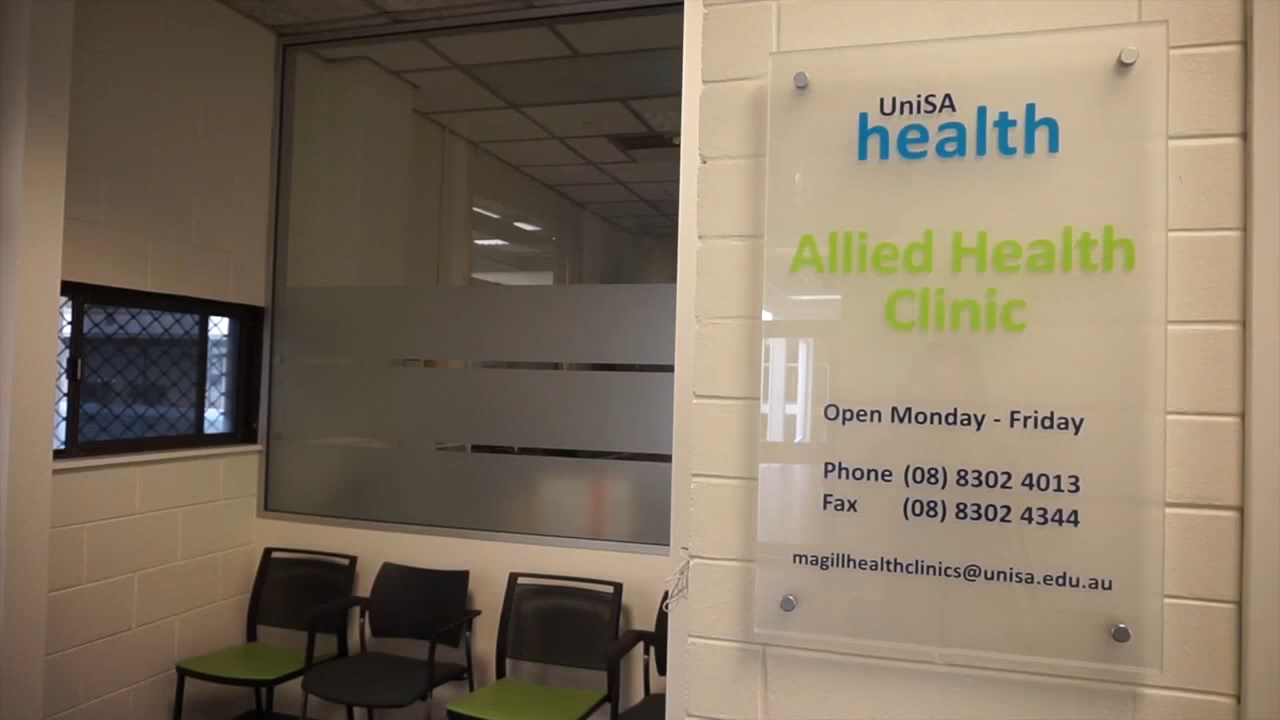 UniSA
health
Allied Health
Clinic
Open Monday - Friday
Phone (08) 8302 4013
Fax (08) 8302 4344
magillhealthclinics@unisa.edu.au